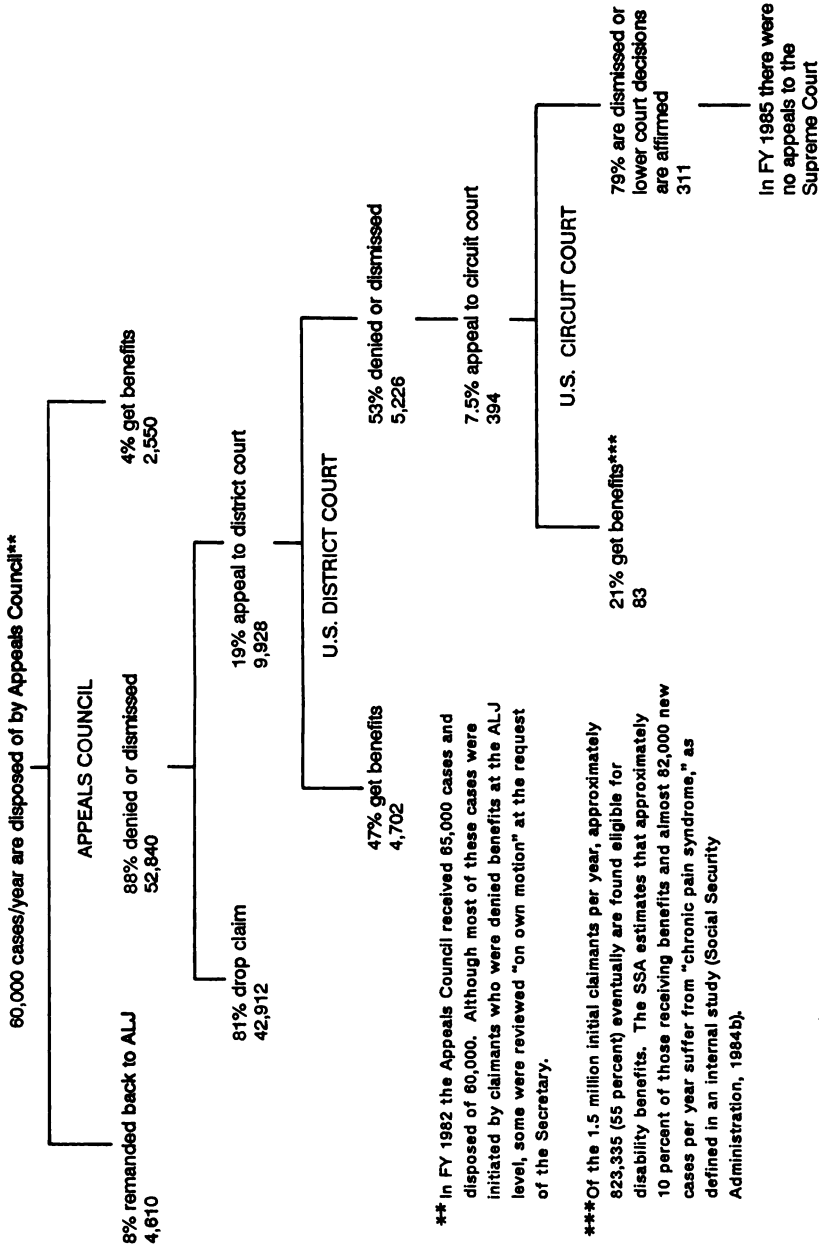 60,000 cases/year are disposed of by Appeals Council**
APPEALS COUNCIL
8% remanded back to ALJ
4,610
88% denied or dismissed
52,840
4% get benefits
2,550
81% drop claim
42,912
19% appeal to district court
9,928
U.S. DISTRICT COURT
47% get benefits
4,702
53% denied or dismissed
5,226
7.5% appeal to circuit court
394
U.S. CIRCUIT COURT
21% get benefits***
83
79% are dismissed or
lower court decisions
are affirmed
311
In FY 1985 there were
no appeals to the
Supreme Court
**In FY 1982 the Appeals Council received 65,000 cases and
disposed of 60,000. Although most of these cases were
initiated by claimants who were denied benefits at the ALJ
level, some were reviewed "on own motion" at the request
of the Secretary.
***Of the 1.5 million initial claimants per year, approximately
823,335 (55 percent) eventually are found eligible for
disability benefits. The SSA estimates that approximately
10 percent of those receiving benefits and almost 82,000 new
cases per year suffer from "chronic pain syndrome," as
defined in an internal study (Social Security
Administration, 1984b).